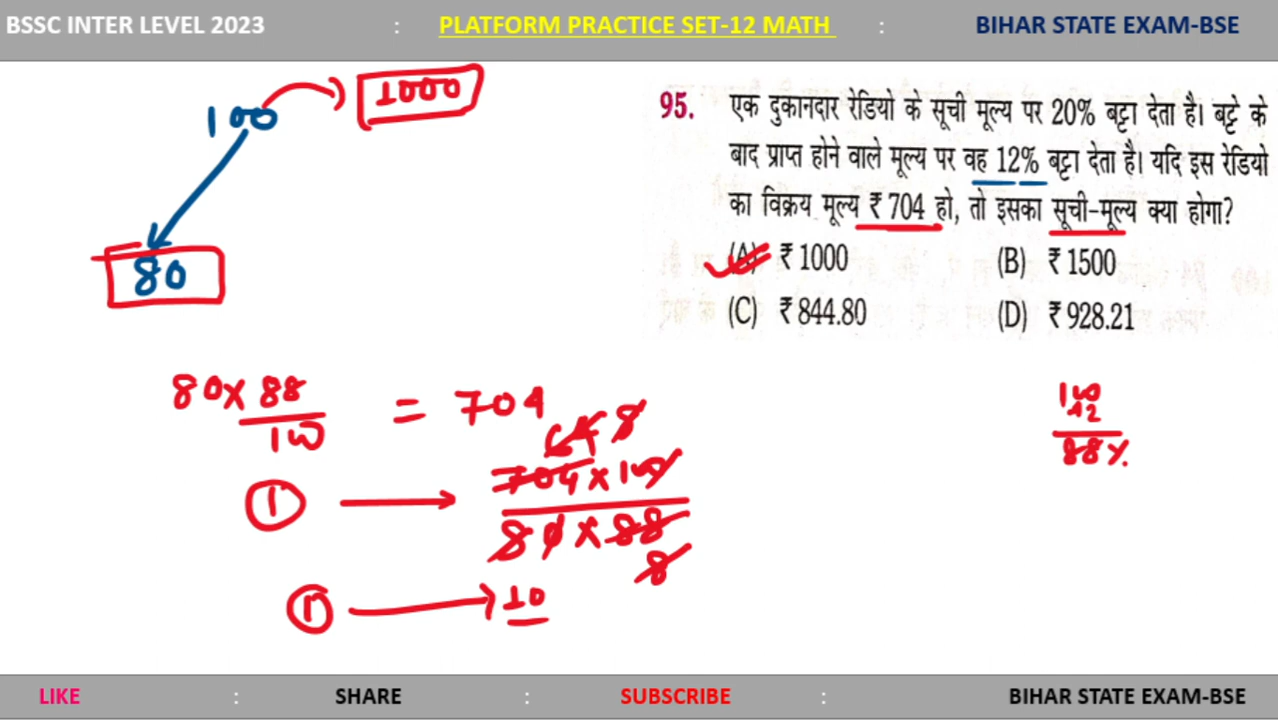 BSSC INTER LEVEL 2023 : PLATFORM PRACTICE SET-12 MATH : BIHAR STATE EXAM-BSE
100 1000
80
95. एक दुकानदार रेडियो के सूची मूल्य पर 20% बट्टा देता है। बट्टे के
बाद प्राप्त होने वाले मूल्य पर वह 12% बट्टा देता है। यदि इस रेडियो
का विक्रय मूल्य ₹ 704 हो, तो इसका सूची-मूल्य क्या होगा?
(A) ₹ 1000 (B) ₹ 1500
(C) ₹ 844.80 (D) ₹ 928.21
80 × 88 = 704
100
8
1 704 × 100
80 × 88
8
1 10
100
12
88%
LIKE : SHARE : SUBSCRIBE : BIHAR STATE EXAM-BSE